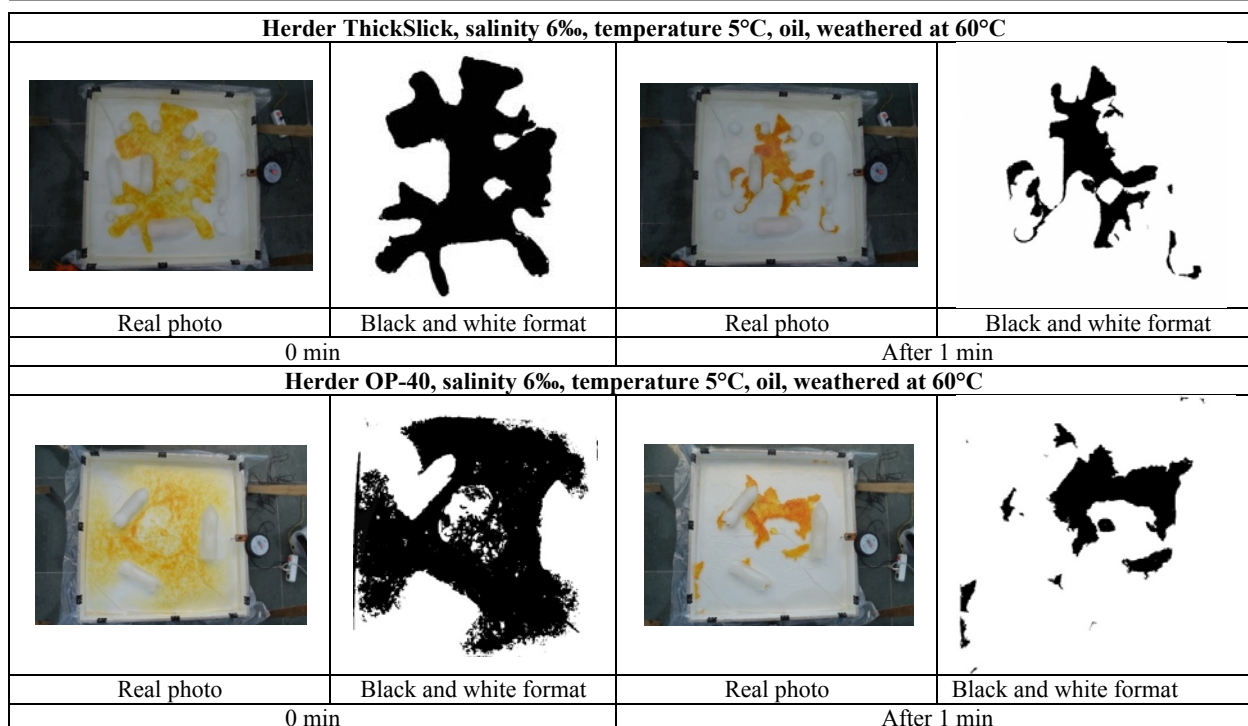 Herder ThickSlick, salinity 6‰, temperature 5°C, oil, weathered at 60°C
Real photo Black and white format Real photo Black and white format
0 min After 1 min
Herder OP-40, salinity 6‰, temperature 5°C, oil, weathered at 60°C
Real photo Black and white format Real photo Black and white format
0 min After 1 min